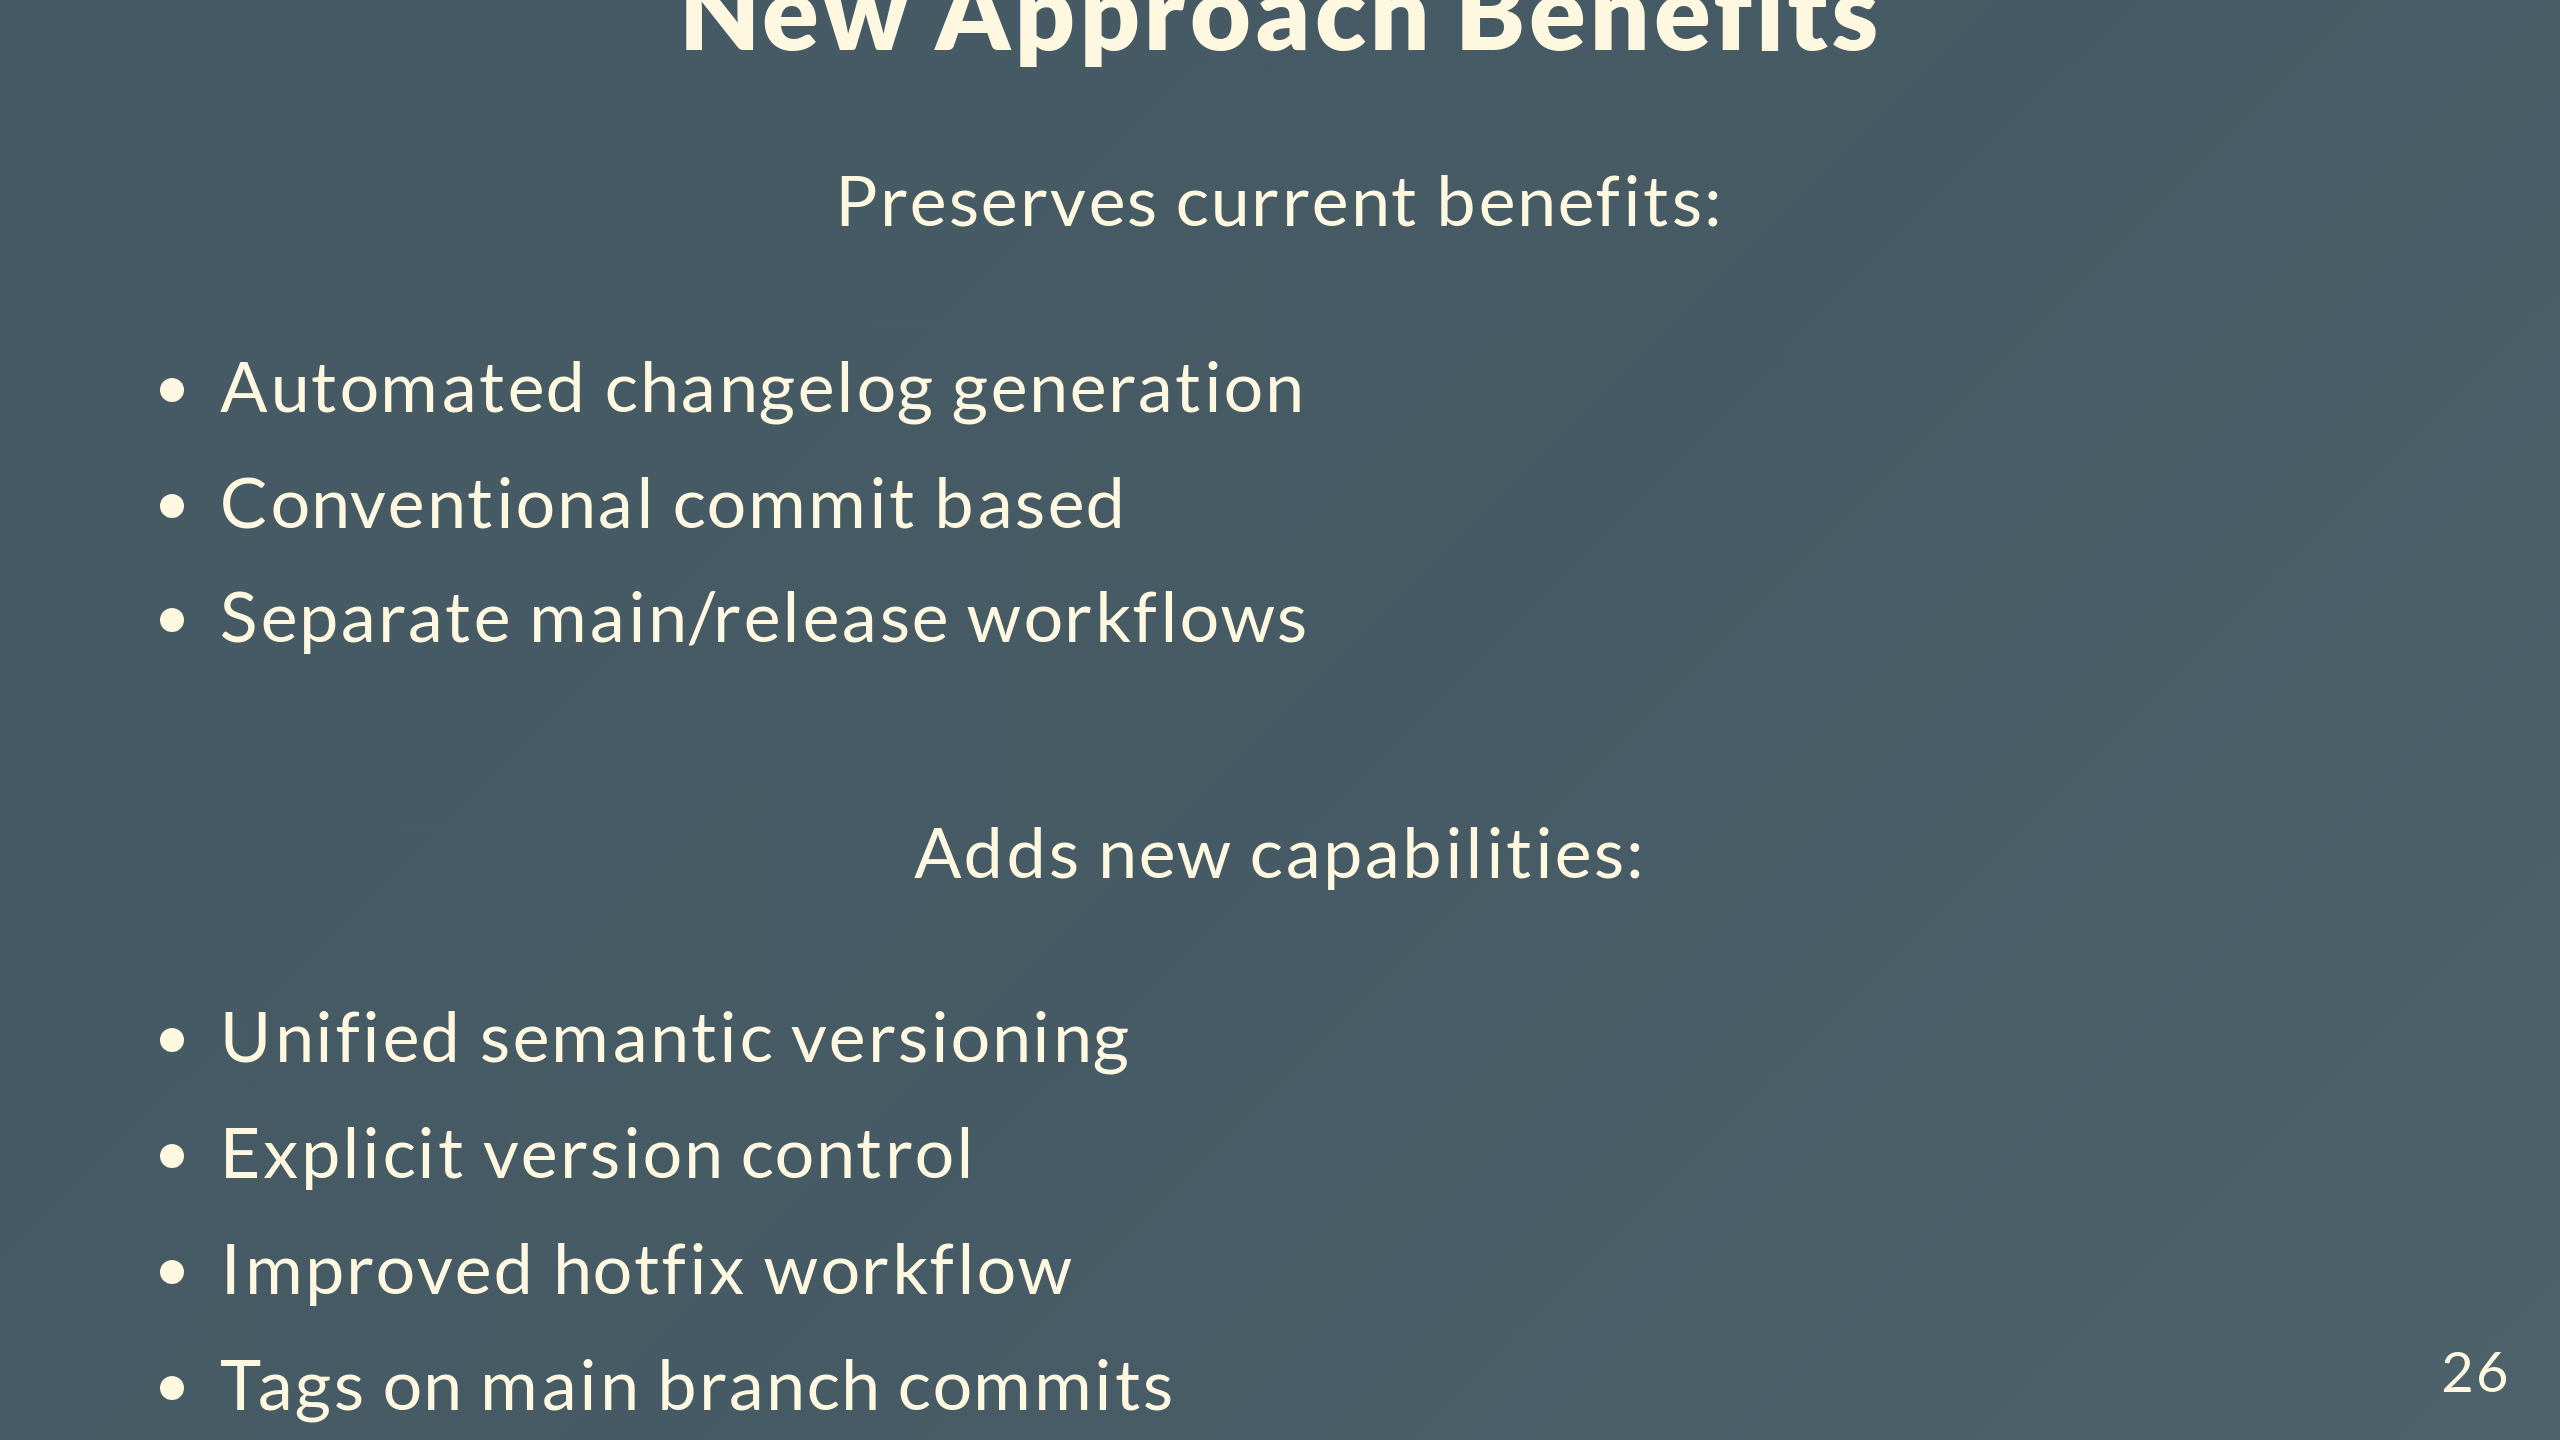 New Approach Benefits
Preserves current benefits:
• Automated changelog generation
• Conventional commit based
• Separate main/release workflows
Adds new capabilities:
• Unified semantic versioning
• Explicit version control
• Improved hotfix workflow
• Tags on main branch commits
26